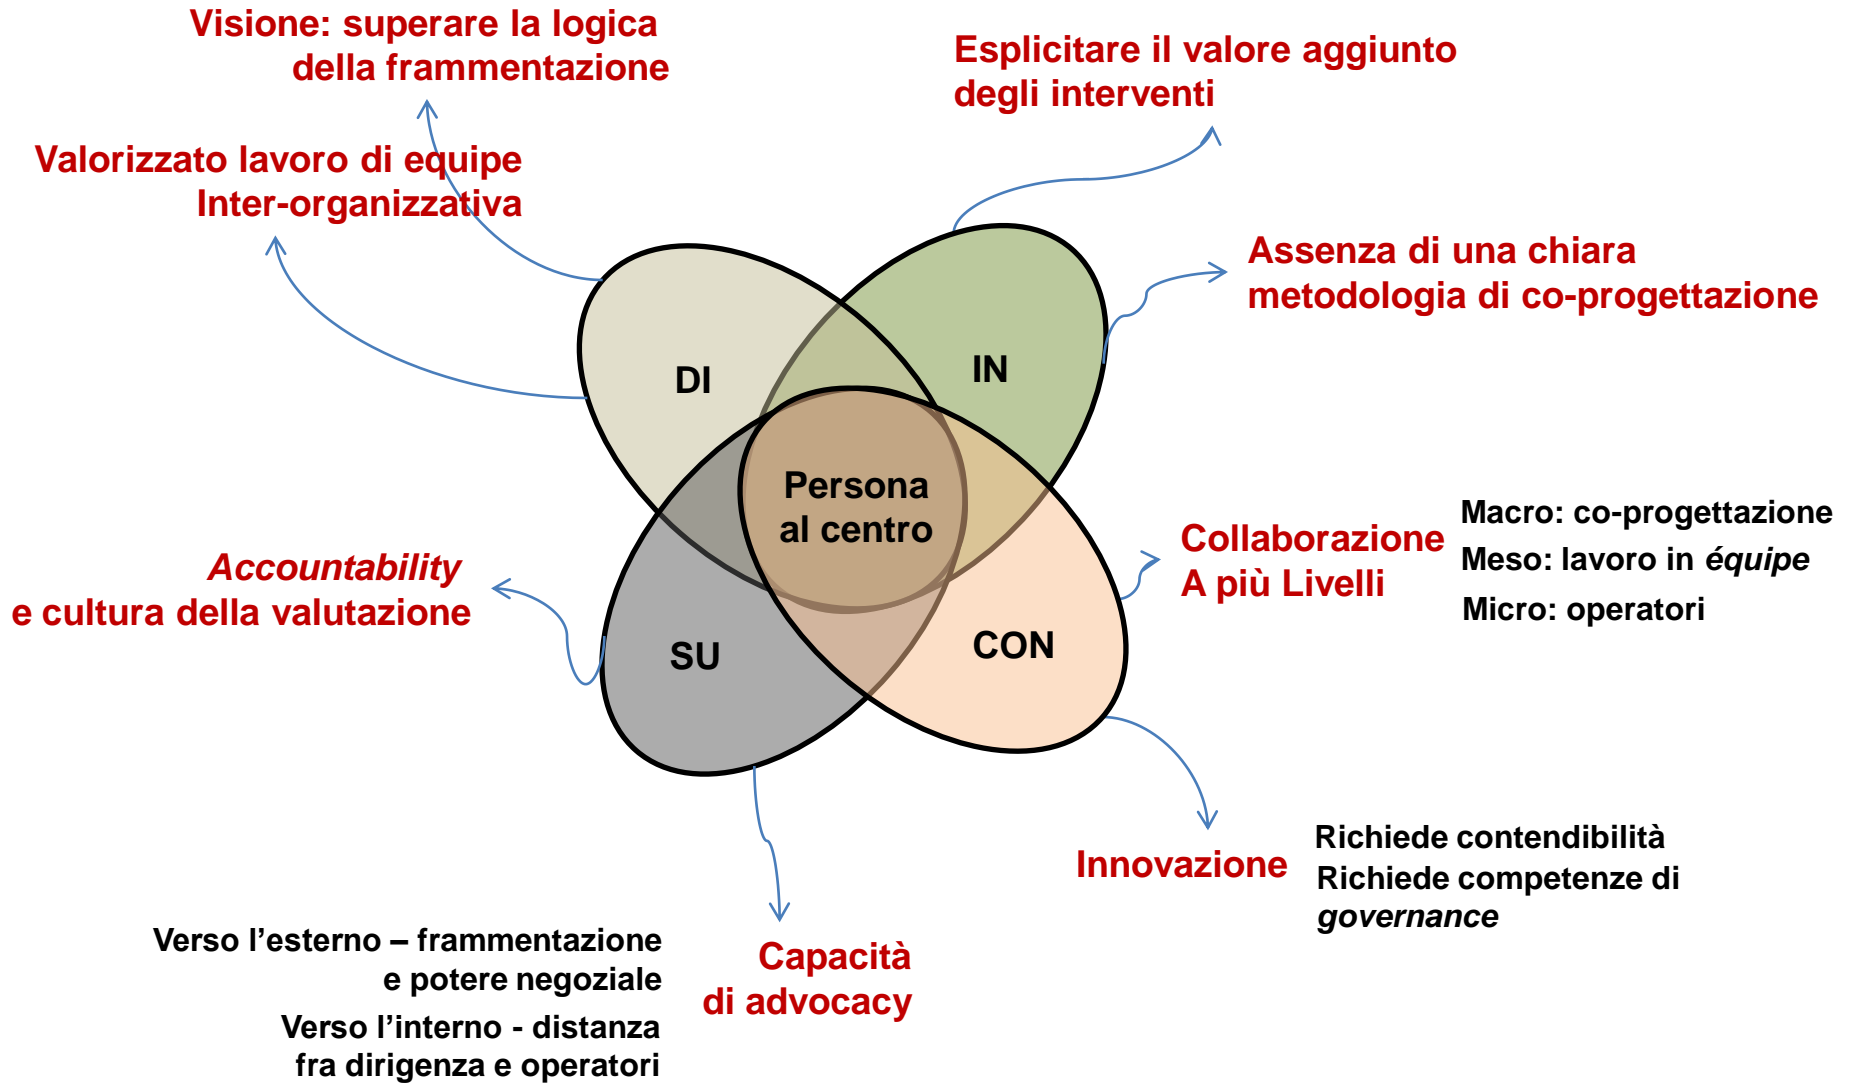 Visione: superare la logica
della frammentazione
Esplicitare il valore aggiunto
degli interventi
Valorizzato lavoro di equipe
Inter-organizzativa
Assenza di una chiara
metodologia di co-progettazione
DI
IN
Persona
al centro
SU
CON
Accountability
e cultura della valutazione
Collaborazione
A più Livelli
Macro: co-progettazione
Meso: lavoro in équipe
Micro: operatori
Innovazione
Richiede contendibilità
Richiede competenze di
governance
Capacità
di advocacy
Verso l’esterno – frammentazione
e potere negoziale
Verso l’interno - distanza
fra dirigenza e operatori